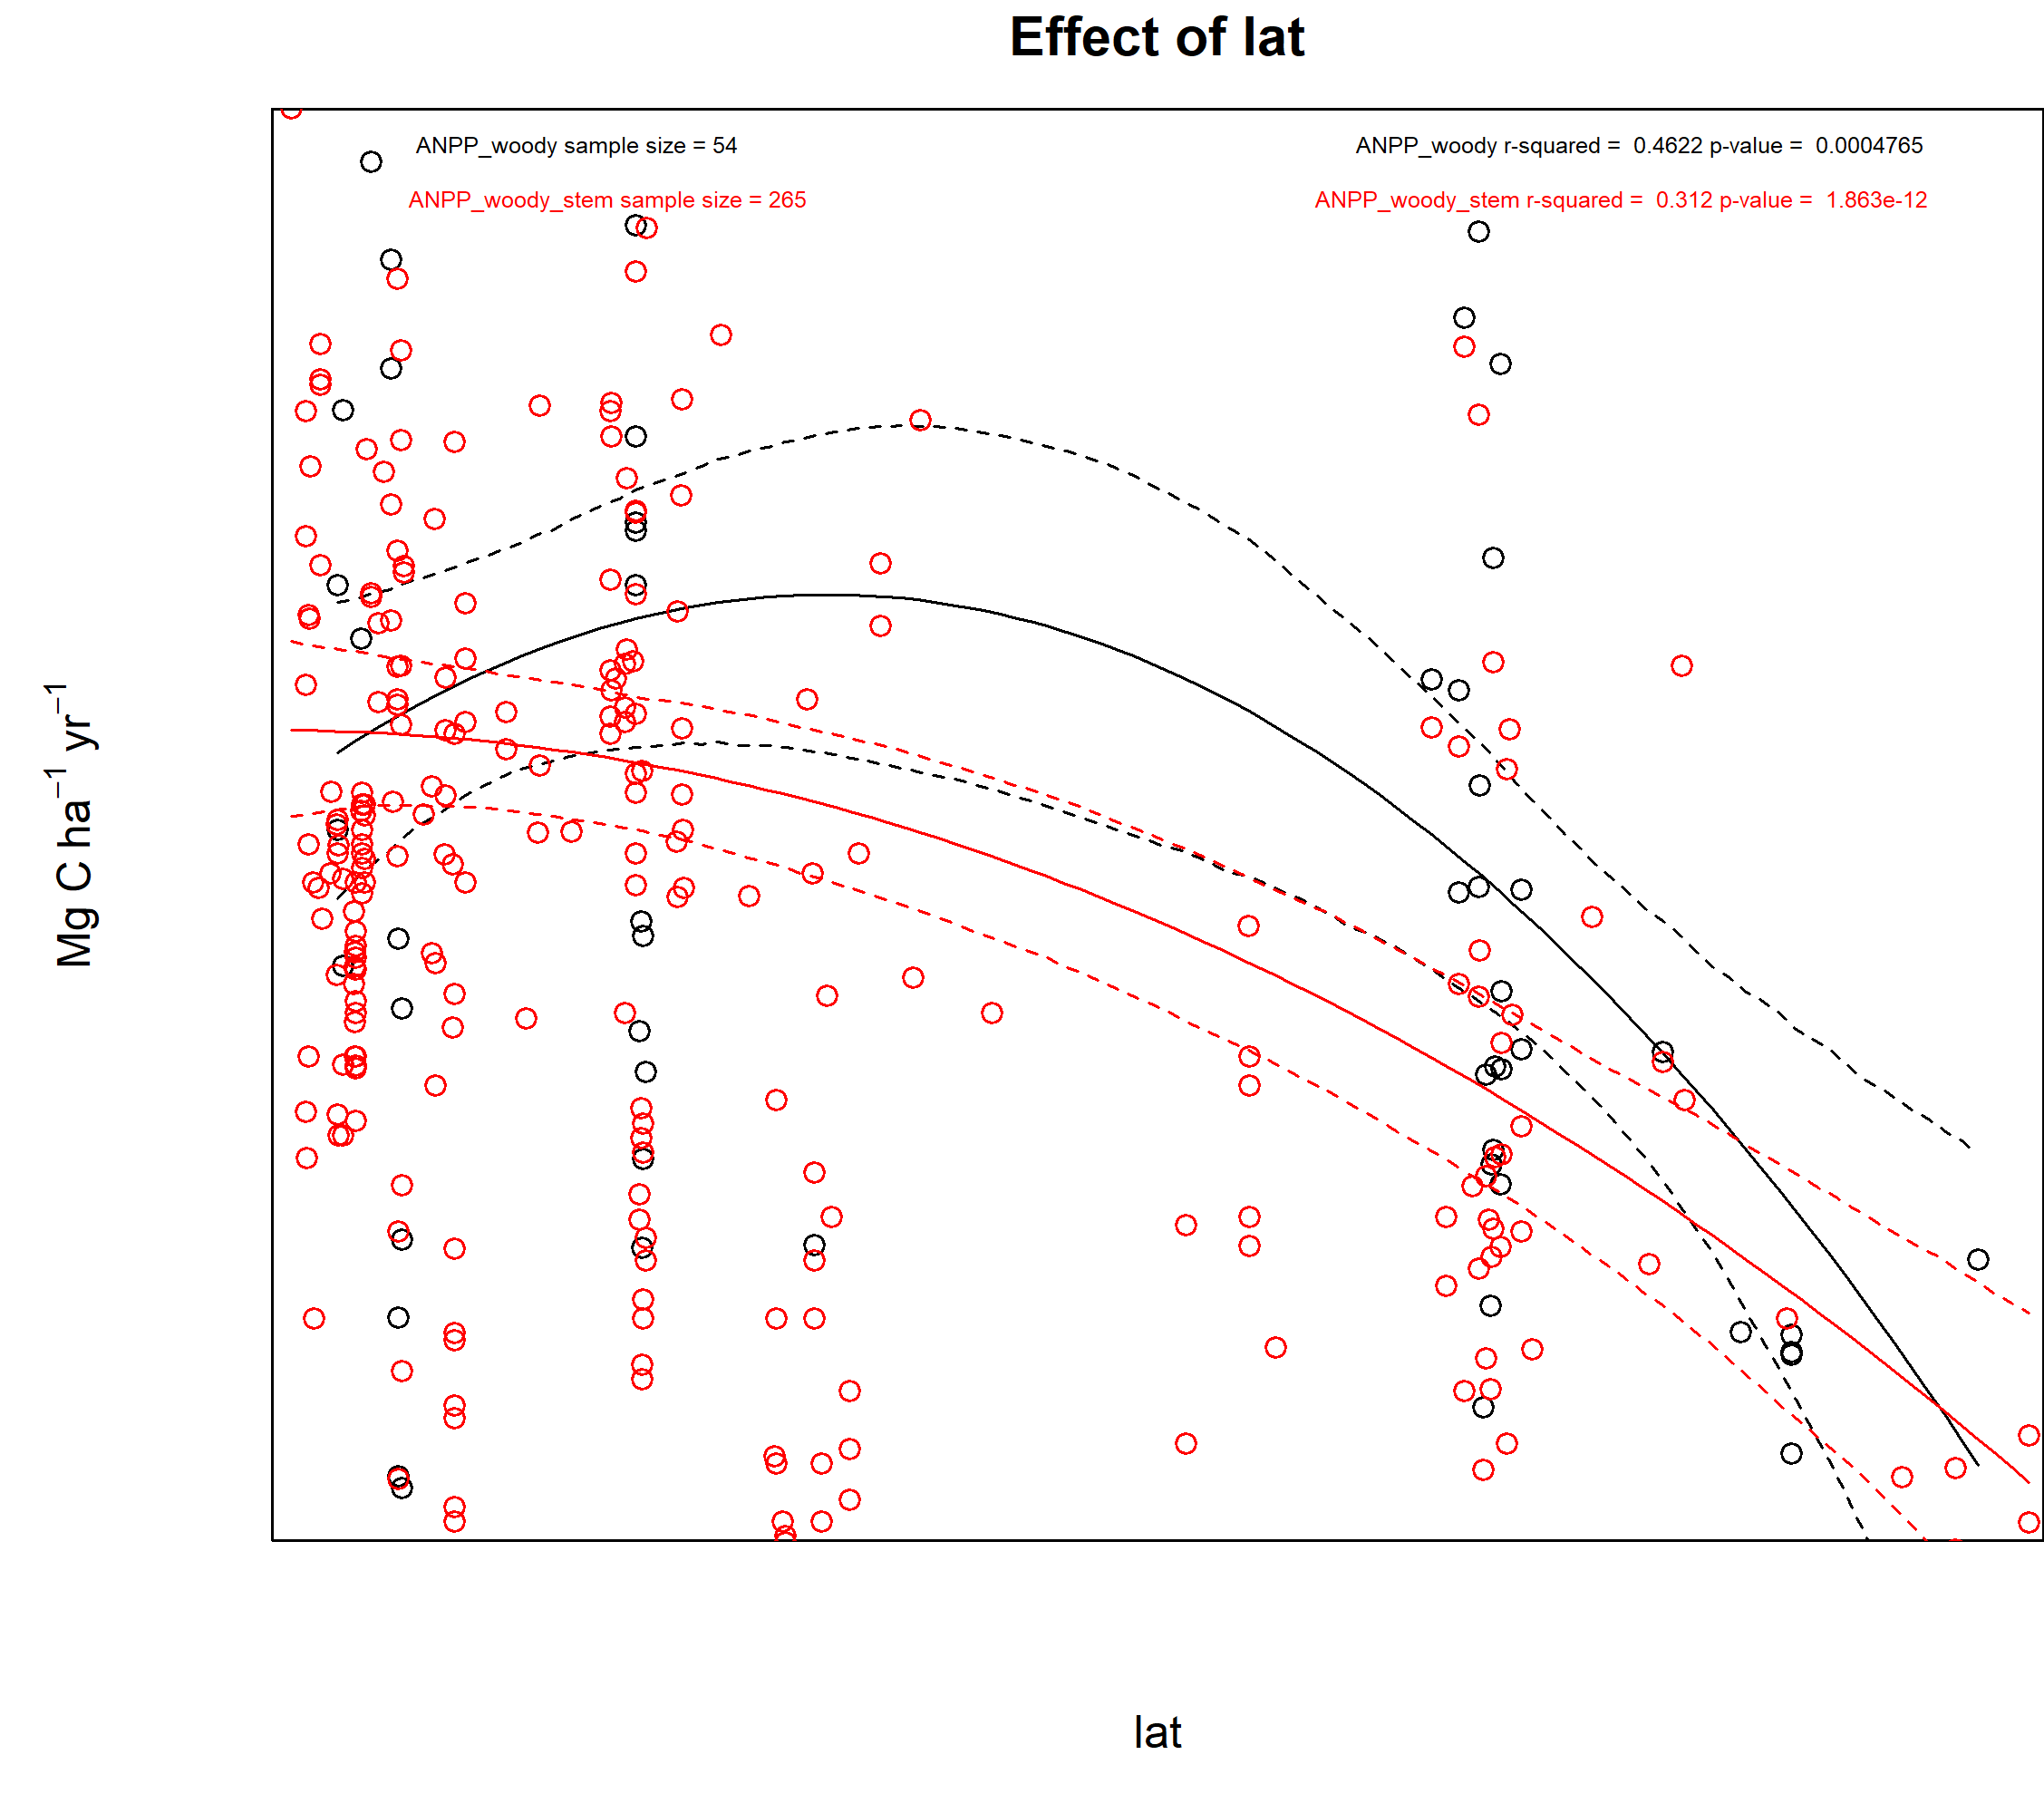 Effect of lat
ANPP_woody sample size = 54
ANPP_woody r-squared = 0.4622 p-value = 0.0004765
ANPP_woody_stem sample size = 265
ANPP_woody_stem r-squared = 0.312 p-value = 1.863e-12
Mg C ha⁻¹ yr⁻¹
lat